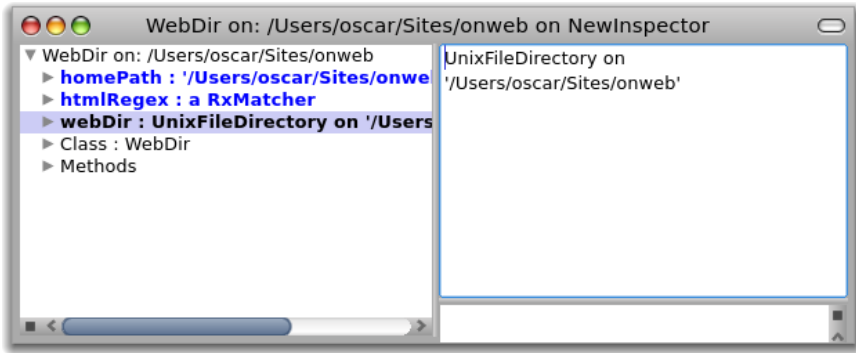 WebDir on: /Users/oscar/Sites/onweb on NewInspector
WebDir on: /Users/oscar/Sites/onweb
homePath : '/Users/oscar/Sites/onwe
htmlRegex : a RxMatcher
webDir : UnixFileDirectory on '/Users
Class : WebDir
Methods
UnixFileDirectory on
'/Users/oscar/Sites/onweb'